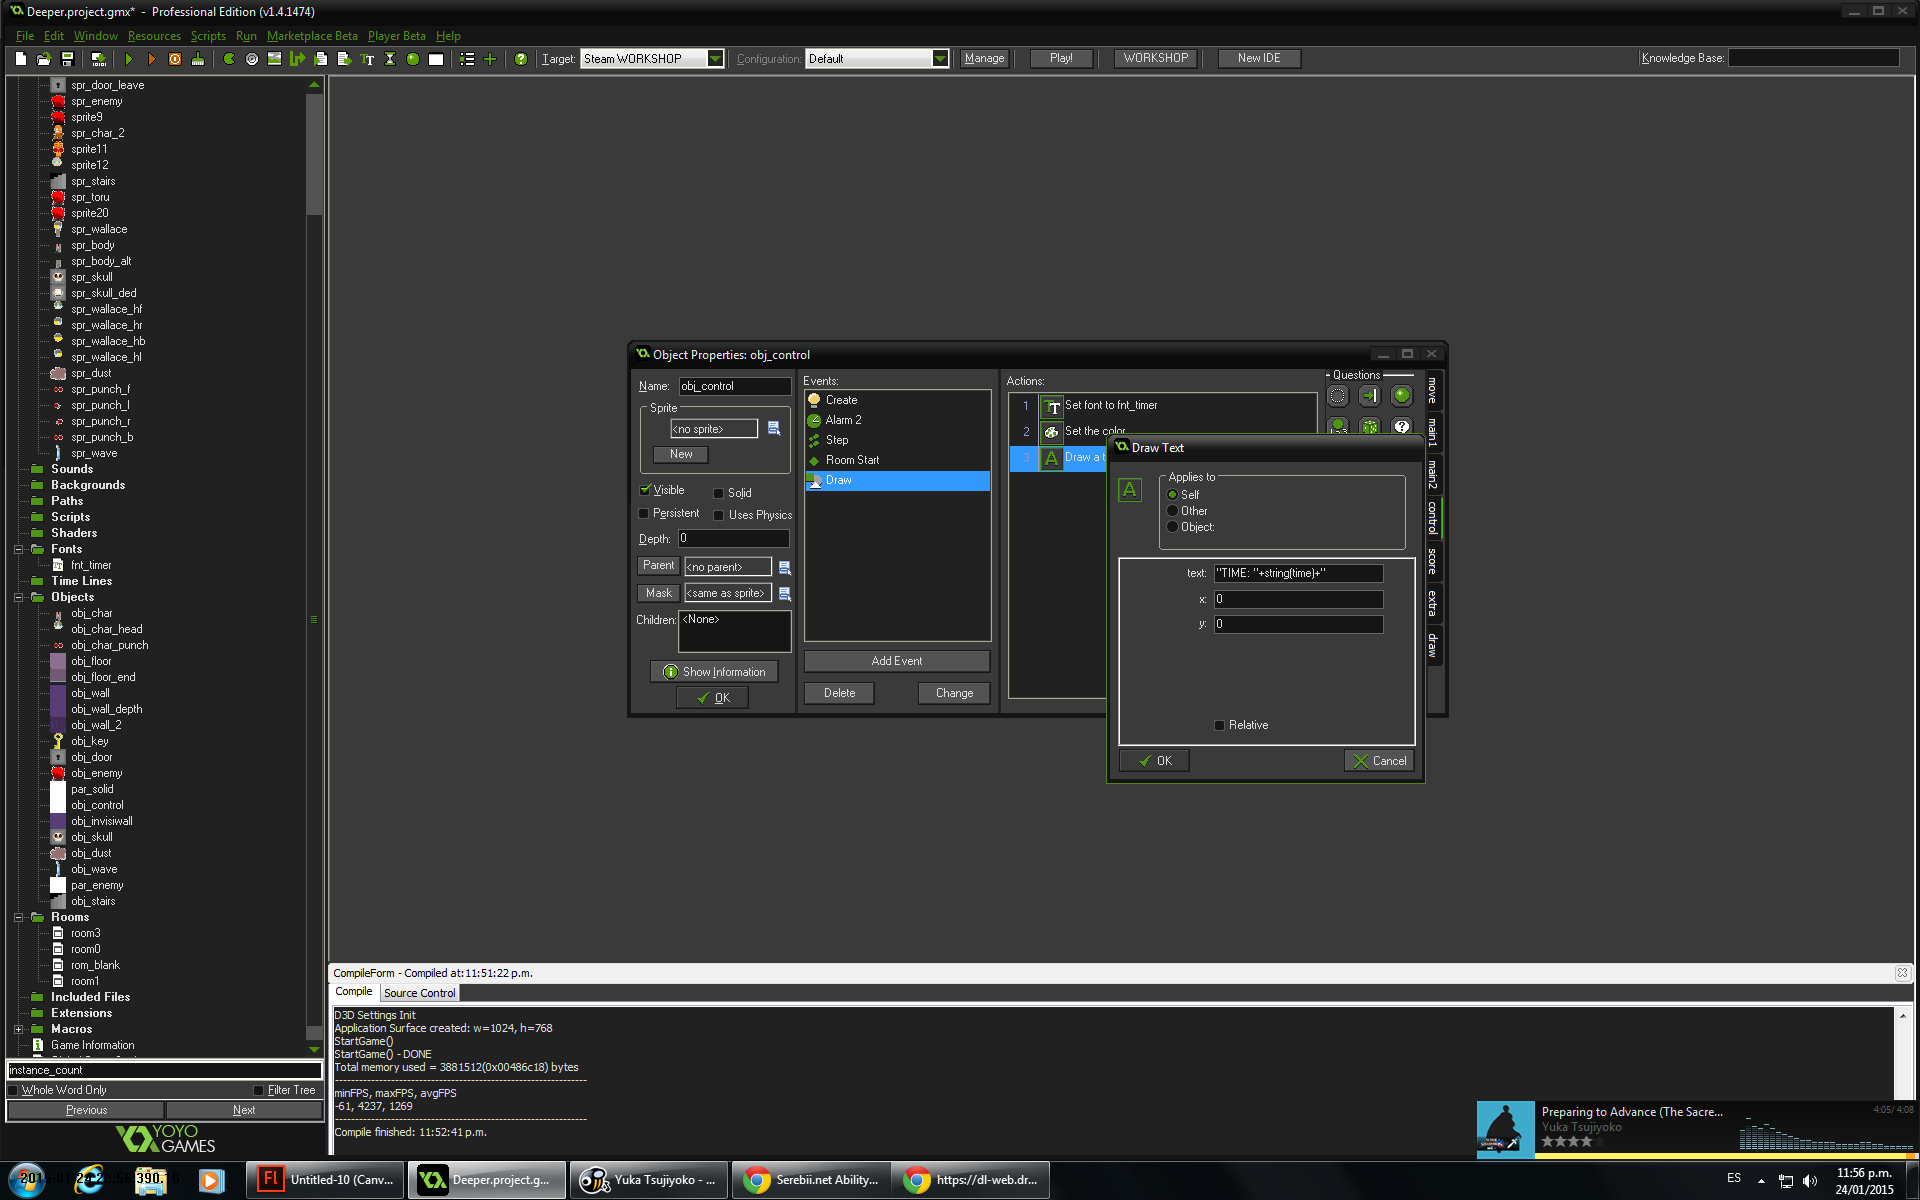 Deeper.project.gmx* - Professional Edition (v1.4.1474)
File Edit Window Resources Scripts Run Marketplace Beta Player Beta Help
Target: Steam WORKSHOP Configuration: Default Manage Play! WORKSHOP New IDE Knowledge Base:
spr_door_leave
spr_enemy
sprite9
spr_char_2
sprite11
sprite12
spr_stairs
spr_toru
sprite20
spr_wallace
spr_body
spr_body_alt
spr_skull
spr_skull_ded
spr_wallace_hf
spr_wallace_hr
spr_wallace_hb
spr_wallace_hl
spr_dust
spr_punch_f
spr_punch_l
spr_punch_r
spr_punch_b
spr_wave
Sounds
Backgrounds
Paths
Scripts
Shaders
Fonts
fnt_timer
Time Lines
Objects
obj_char
obj_char_head
obj_char_punch
obj_floor
obj_floor_end
obj_wall
obj_wall_depth
obj_wall_2
obj_key
obj_door
obj_enemy
par_solid
obj_control
obj_invisiwall
obj_skull
obj_dust
obj_wave
par_enemy
obj_stairs
Rooms
room3
room0
rom_blank
room1
Included Files
Extensions
Macros
Game Information
instance_count
Whole Word Only Filter Tree
Previous Next
YOYO
GAMES
Object Properties: obj_control
Name: obj_control
Sprite
<no sprite>
New
Visible Solid
Persistent Uses Physics
Depth: 0
Parent <no parent>
Mask <same as sprite>
Children: <None>
Show Information
OK
Events:
Create
Alarm 2
Step
Room Start
Draw
Add Event
Delete Change
Actions:
1 Set font to fnt_timer
2 Set the color
3 Draw a t
Questions
move
main1
main2
control
score
extra
draw
Draw Text
Applies to
Self
Other
Object:
text: "TIME: "+string(time)+"
x: 0
y: 0
Relative
OK Cancel
CompileForm - Compiled at: 11:51:22 p.m.
Compile Source Control
D3D Settings Init
Application Surface created: w=1024, h=768
StartGame()
StartGame() - DONE
Total memory used = 3881512(0x00486c18) bytes
minFPS, maxFPS, avgFPS
-61, 4237, 1269
Compile finished: 11:52:41 p.m.
Preparing to Advance (The Sacre... 4:05/ 4:08
Yuka Tsujiyoko
Untitled-10 (Canv...
Deeper.project.g...
Yuka Tsujiyoko - ...
Serebii.net Ability...
https://dl-web.dr...
ES
11:56 p.m.
24/01/2015